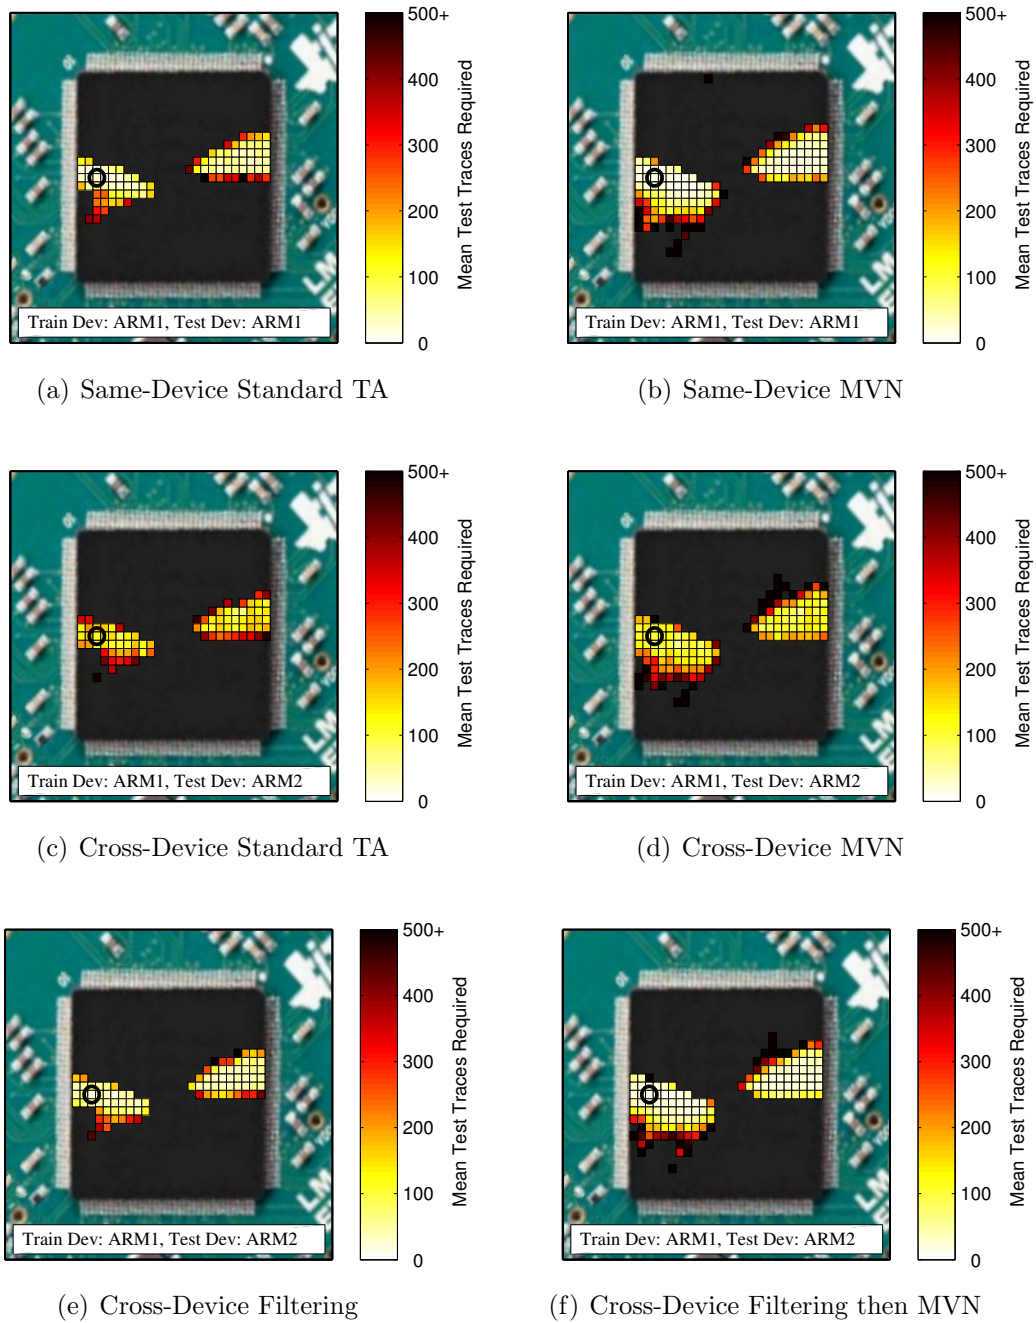 500+
400
300
200
100
0
Mean Test Traces Required
Train Dev: ARM1, Test Dev: ARM1
(a) Same-Device Standard TA
500+
400
300
200
100
0
Mean Test Traces Required
Train Dev: ARM1, Test Dev: ARM1
(b) Same-Device MVN
500+
400
300
200
100
0
Mean Test Traces Required
Train Dev: ARM1, Test Dev: ARM2
(c) Cross-Device Standard TA
500+
400
300
200
100
0
Mean Test Traces Required
Train Dev: ARM1, Test Dev: ARM2
(d) Cross-Device MVN
500+
400
300
200
100
0
Mean Test Traces Required
Train Dev: ARM1, Test Dev: ARM2
(e) Cross-Device Filtering
500+
400
300
200
100
0
Mean Test Traces Required
Train Dev: ARM1, Test Dev: ARM2
(f) Cross-Device Filtering then MVN